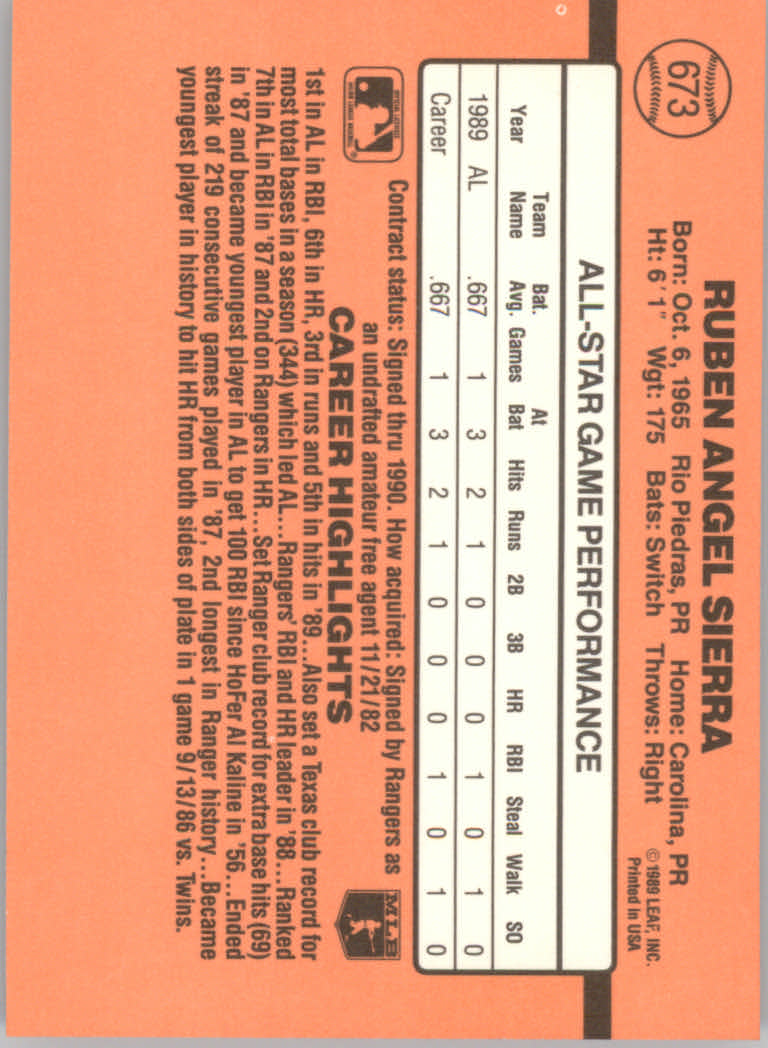 673
RUBEN ANGEL SIERRA
Born: Oct. 6, 1965 Rio Piedras, PR Home: Carolina, PR
Ht: 6'1" Wgt: 175 Bats: Switch Throws: Right
©1989 LEAF, INC.
Printed in USA
ALL-STAR GAME PERFORMANCE
Year Team Name Bat. Avg. Games At Bat Hits Runs 2B 3B HR RBI Steal Walk SO
1989 AL .667 1 3 2 1 0 0 0 1 0 1 0
Career .667 1 3 2 1 0 0 0 1 0 1 0
Contract status: Signed thru 1990. How acquired: Signed by Rangers as
an undrafted amateur free agent 11/21/82
MLB
CAREER HIGHLIGHTS
1st in AL in RBI, 6th in HR, 3rd in runs and 5th in hits in '89...Also set a Texas club record for
most total bases in a season (344) which led AL...Rangers' RBI and HR leader in '88...Ranked
7th in AL in RBI in '87 and 2nd on Rangers in HR...Set Ranger club record for extra base hits (69)
in '87 and became youngest player in AL to get 100 RBI since HoFer Al Kaline in '56...Ended
streak of 219 consecutive games played in '87, 2nd longest in Ranger history...Became
youngest player in history to hit HR from both sides of plate in 1 game 9/13/86 vs. Twins.